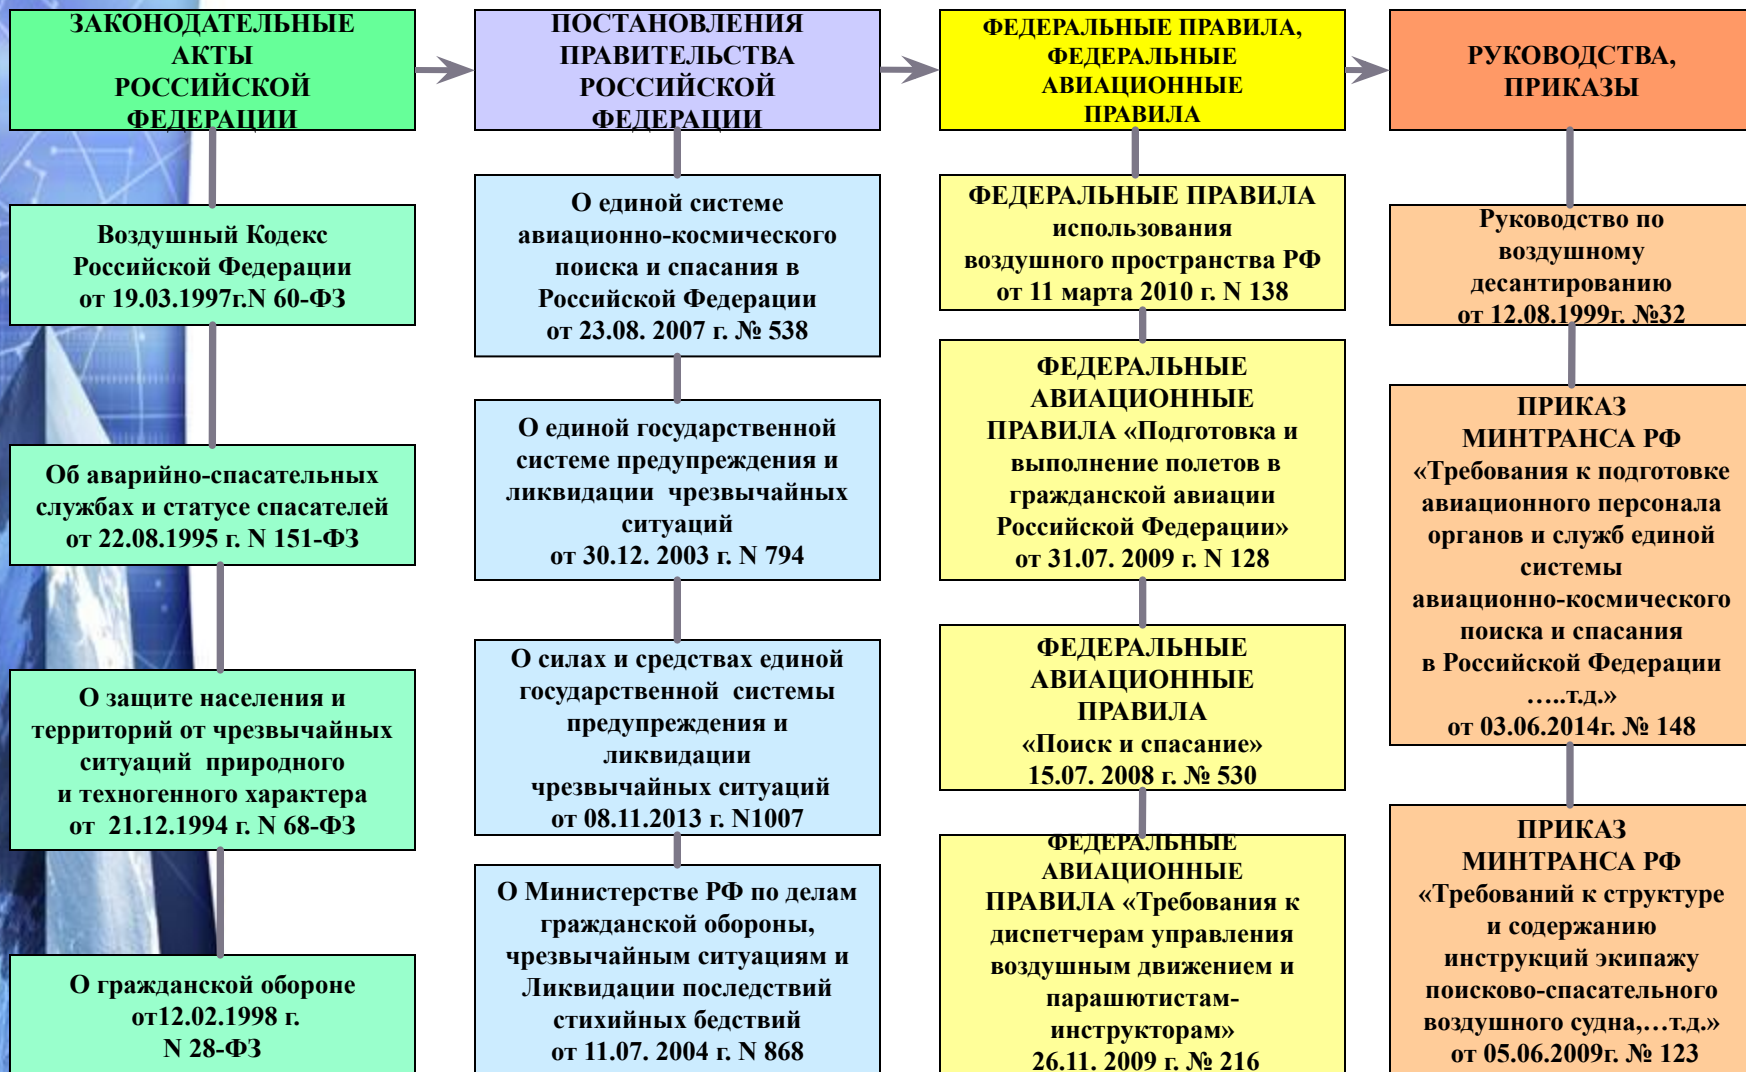 ЗАКОНОДАТЕЛЬНЫЕ
АКТЫ
РОССИЙСКОЙ
ФЕДЕРАЦИИ
Воздушный Кодекс
Российской Федерации
от 19.03.1997г.N 60-ФЗ
Об аварийно-спасательных
службах и статусе спасателей
от 22.08.1995 г. N 151-ФЗ
О защите населения и
территорий от чрезвычайных
ситуаций природного
и техногенного характера
от 21.12.1994 г. N 68-ФЗ
О гражданской обороне
от12.02.1998 г.
N 28-ФЗ
ПОСТАНОВЛЕНИЯ
ПРАВИТЕЛЬСТВА
РОССИЙСКОЙ
ФЕДЕРАЦИИ
О единой системе
авиационно-космического
поиска и спасания в
Российской Федерации
от 23.08. 2007 г. № 538
О единой государственной
системе предупреждения и
ликвидации чрезвычайных
ситуаций
от 30.12. 2003 г. N 794
О силах и средствах единой
государственной системы
предупреждения и
ликвидации
чрезвычайных ситуаций
от 08.11.2013 г. N1007
О Министерстве РФ по делам
гражданской обороны,
чрезвычайным ситуациям и
Ликвидации последствий
стихийных бедствий
от 11.07. 2004 г. N 868
ФЕДЕРАЛЬНЫЕ ПРАВИЛА,
ФЕДЕРАЛЬНЫЕ
АВИАЦИОННЫЕ
ПРАВИЛА
ФЕДЕРАЛЬНЫЕ ПРАВИЛА
использования
воздушного пространства РФ
от 11 марта 2010 г. N 138
ФЕДЕРАЛЬНЫЕ
АВИАЦИОННЫЕ
ПРАВИЛА «Подготовка и
выполнение полетов в
гражданской авиации
Российской Федерации»
от 31.07. 2009 г. N 128
ФЕДЕРАЛЬНЫЕ
АВИАЦИОННЫЕ
ПРАВИЛА
«Поиск и спасание»
15.07. 2008 г. № 530
ФЕДЕРАЛЬНЫЕ
АВИАЦИОННЫЕ
ПРАВИЛА «Требования к
диспетчерам управления
воздушным движением и
парашютистам-
инструкторам»
26.11. 2009 г. № 216
РУКОВОДСТВА,
ПРИКАЗЫ
Руководство по
воздушному
десантированию
от 12.08.1999г. №32
ПРИКАЗ
МИНТРАНСА РФ
«Требования к подготовке
авиационного персонала
органов и служб единой
системы
авиационно-космического
поиска и спасания
в Российской Федерации
…..т.д.»
от 03.06.2014г. № 148
ПРИКАЗ
МИНТРАНСА РФ
«Требований к структуре
и содержанию
инструкций экипажу
поисково-спасательного
воздушного судна,…т.д.»
от 05.06.2009г. № 123